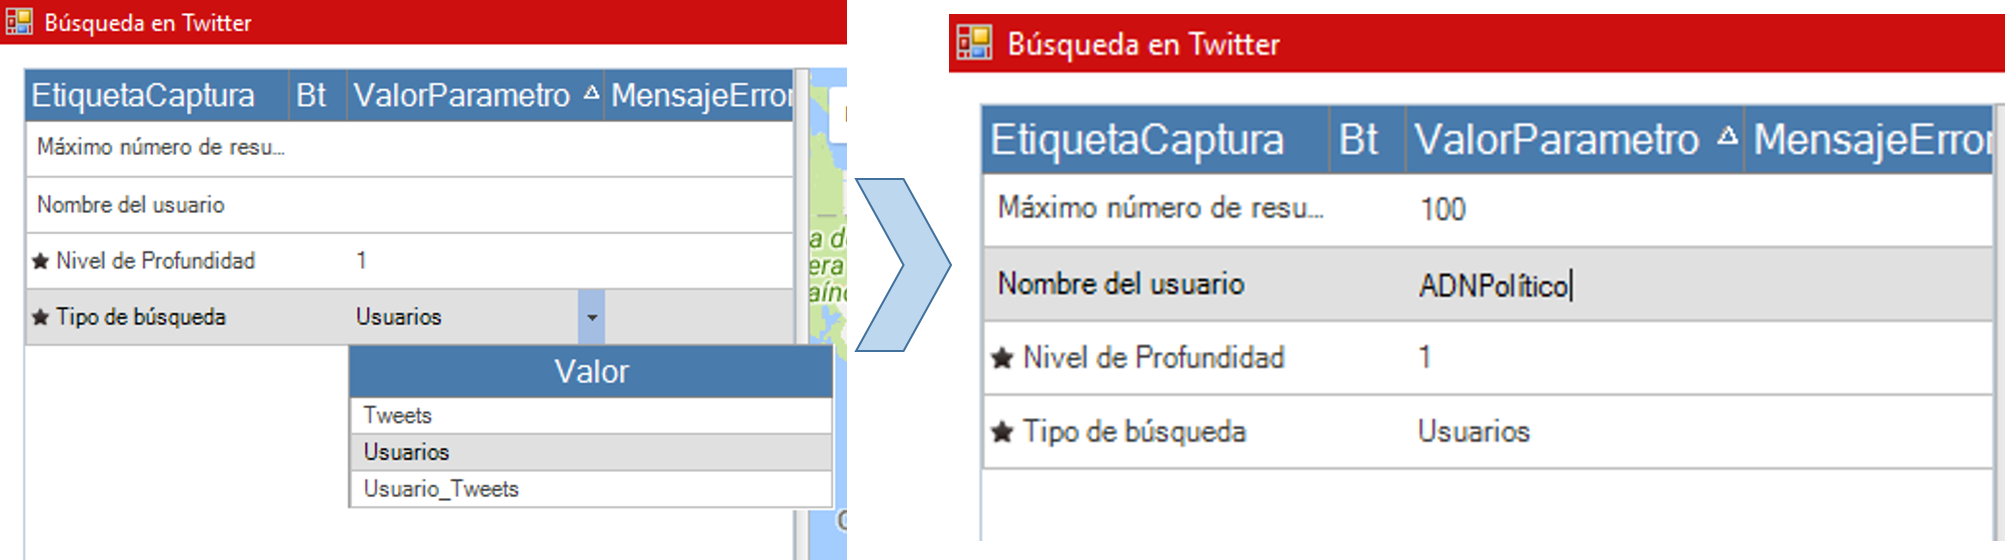 Búsqueda en Twitter
EtiquetaCaptura Bt ValorParametro MensajeError
Máximo número de resu...
Nombre del usuario
★ Nivel de Profundidad 1
★ Tipo de búsqueda Usuarios
Valor
Tweets
Usuarios
Usuario_Tweets
Búsqueda en Twitter
EtiquetaCaptura Bt ValorParametro MensajeError
Máximo número de resu... 100
Nombre del usuario ADNPolítico
★ Nivel de Profundidad 1
★ Tipo de búsqueda Usuarios